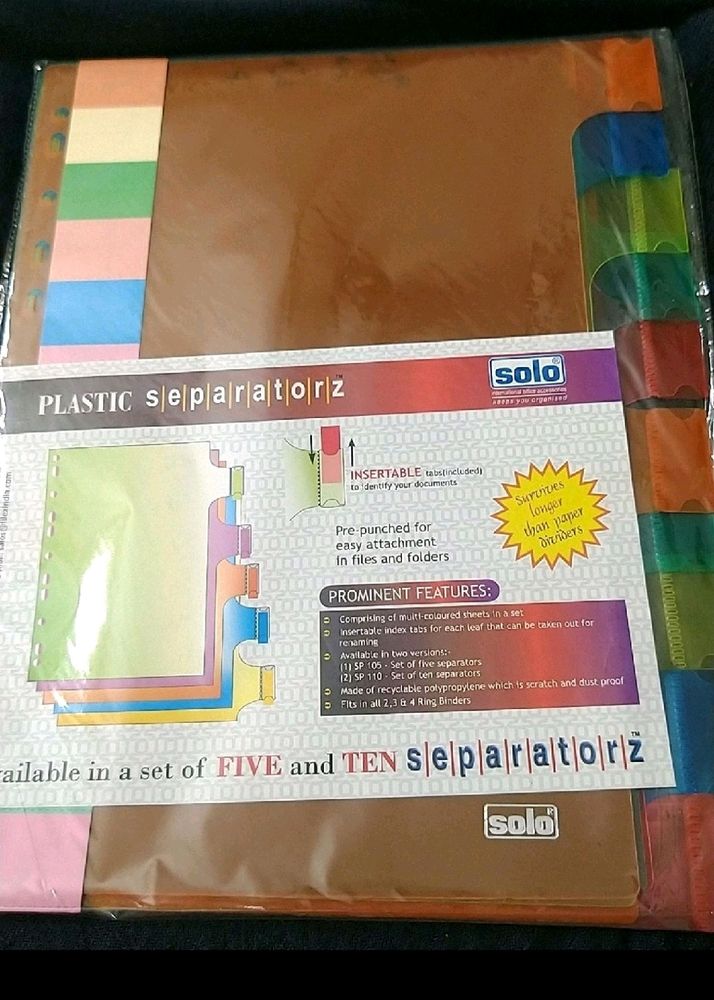 PLASTIC separatorz™
solo®
international office accessories
keeps you organised
INSERTABLE tabs(included)
to identify your documents
Survives
longer
than paper
dividers
Pre-punched for
easy attachment
in files and folders
PROMINENT FEATURES:
Comprising of multi-coloured sheets in a set
Insertable index tabs for each leaf that can be taken out for
renaming
Available in two versions:-
(1) SP 105 - Set of five separators
(2) SP 110 - Set of ten separators
Made of recyclable polypropylene which is scratch and dust proof
Fits in all 2,3 & 4 Ring Binders
ailable in a set of FIVE and TEN separatorz™
solo®